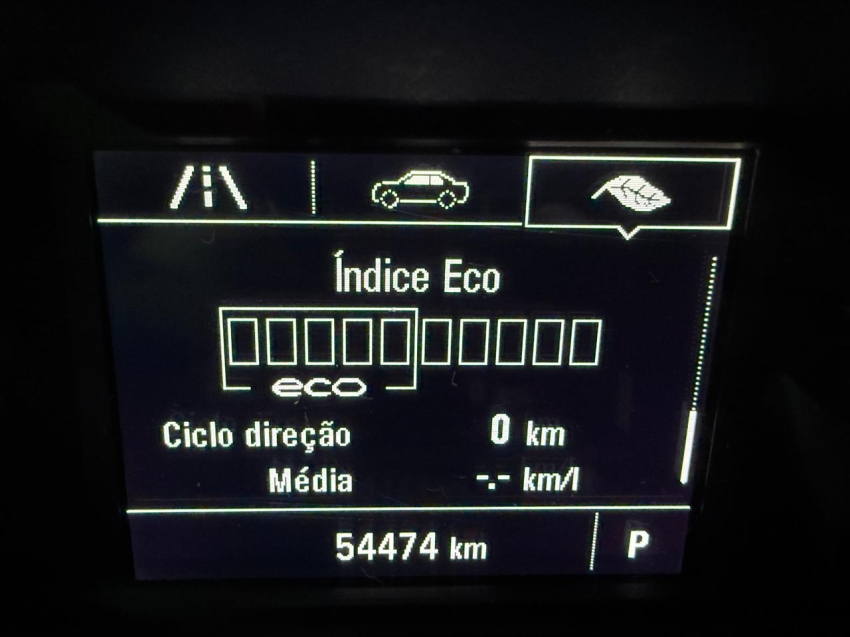 Índice Eco
eco
Ciclo direção 0 km
Média -.- km/l
54474 km P